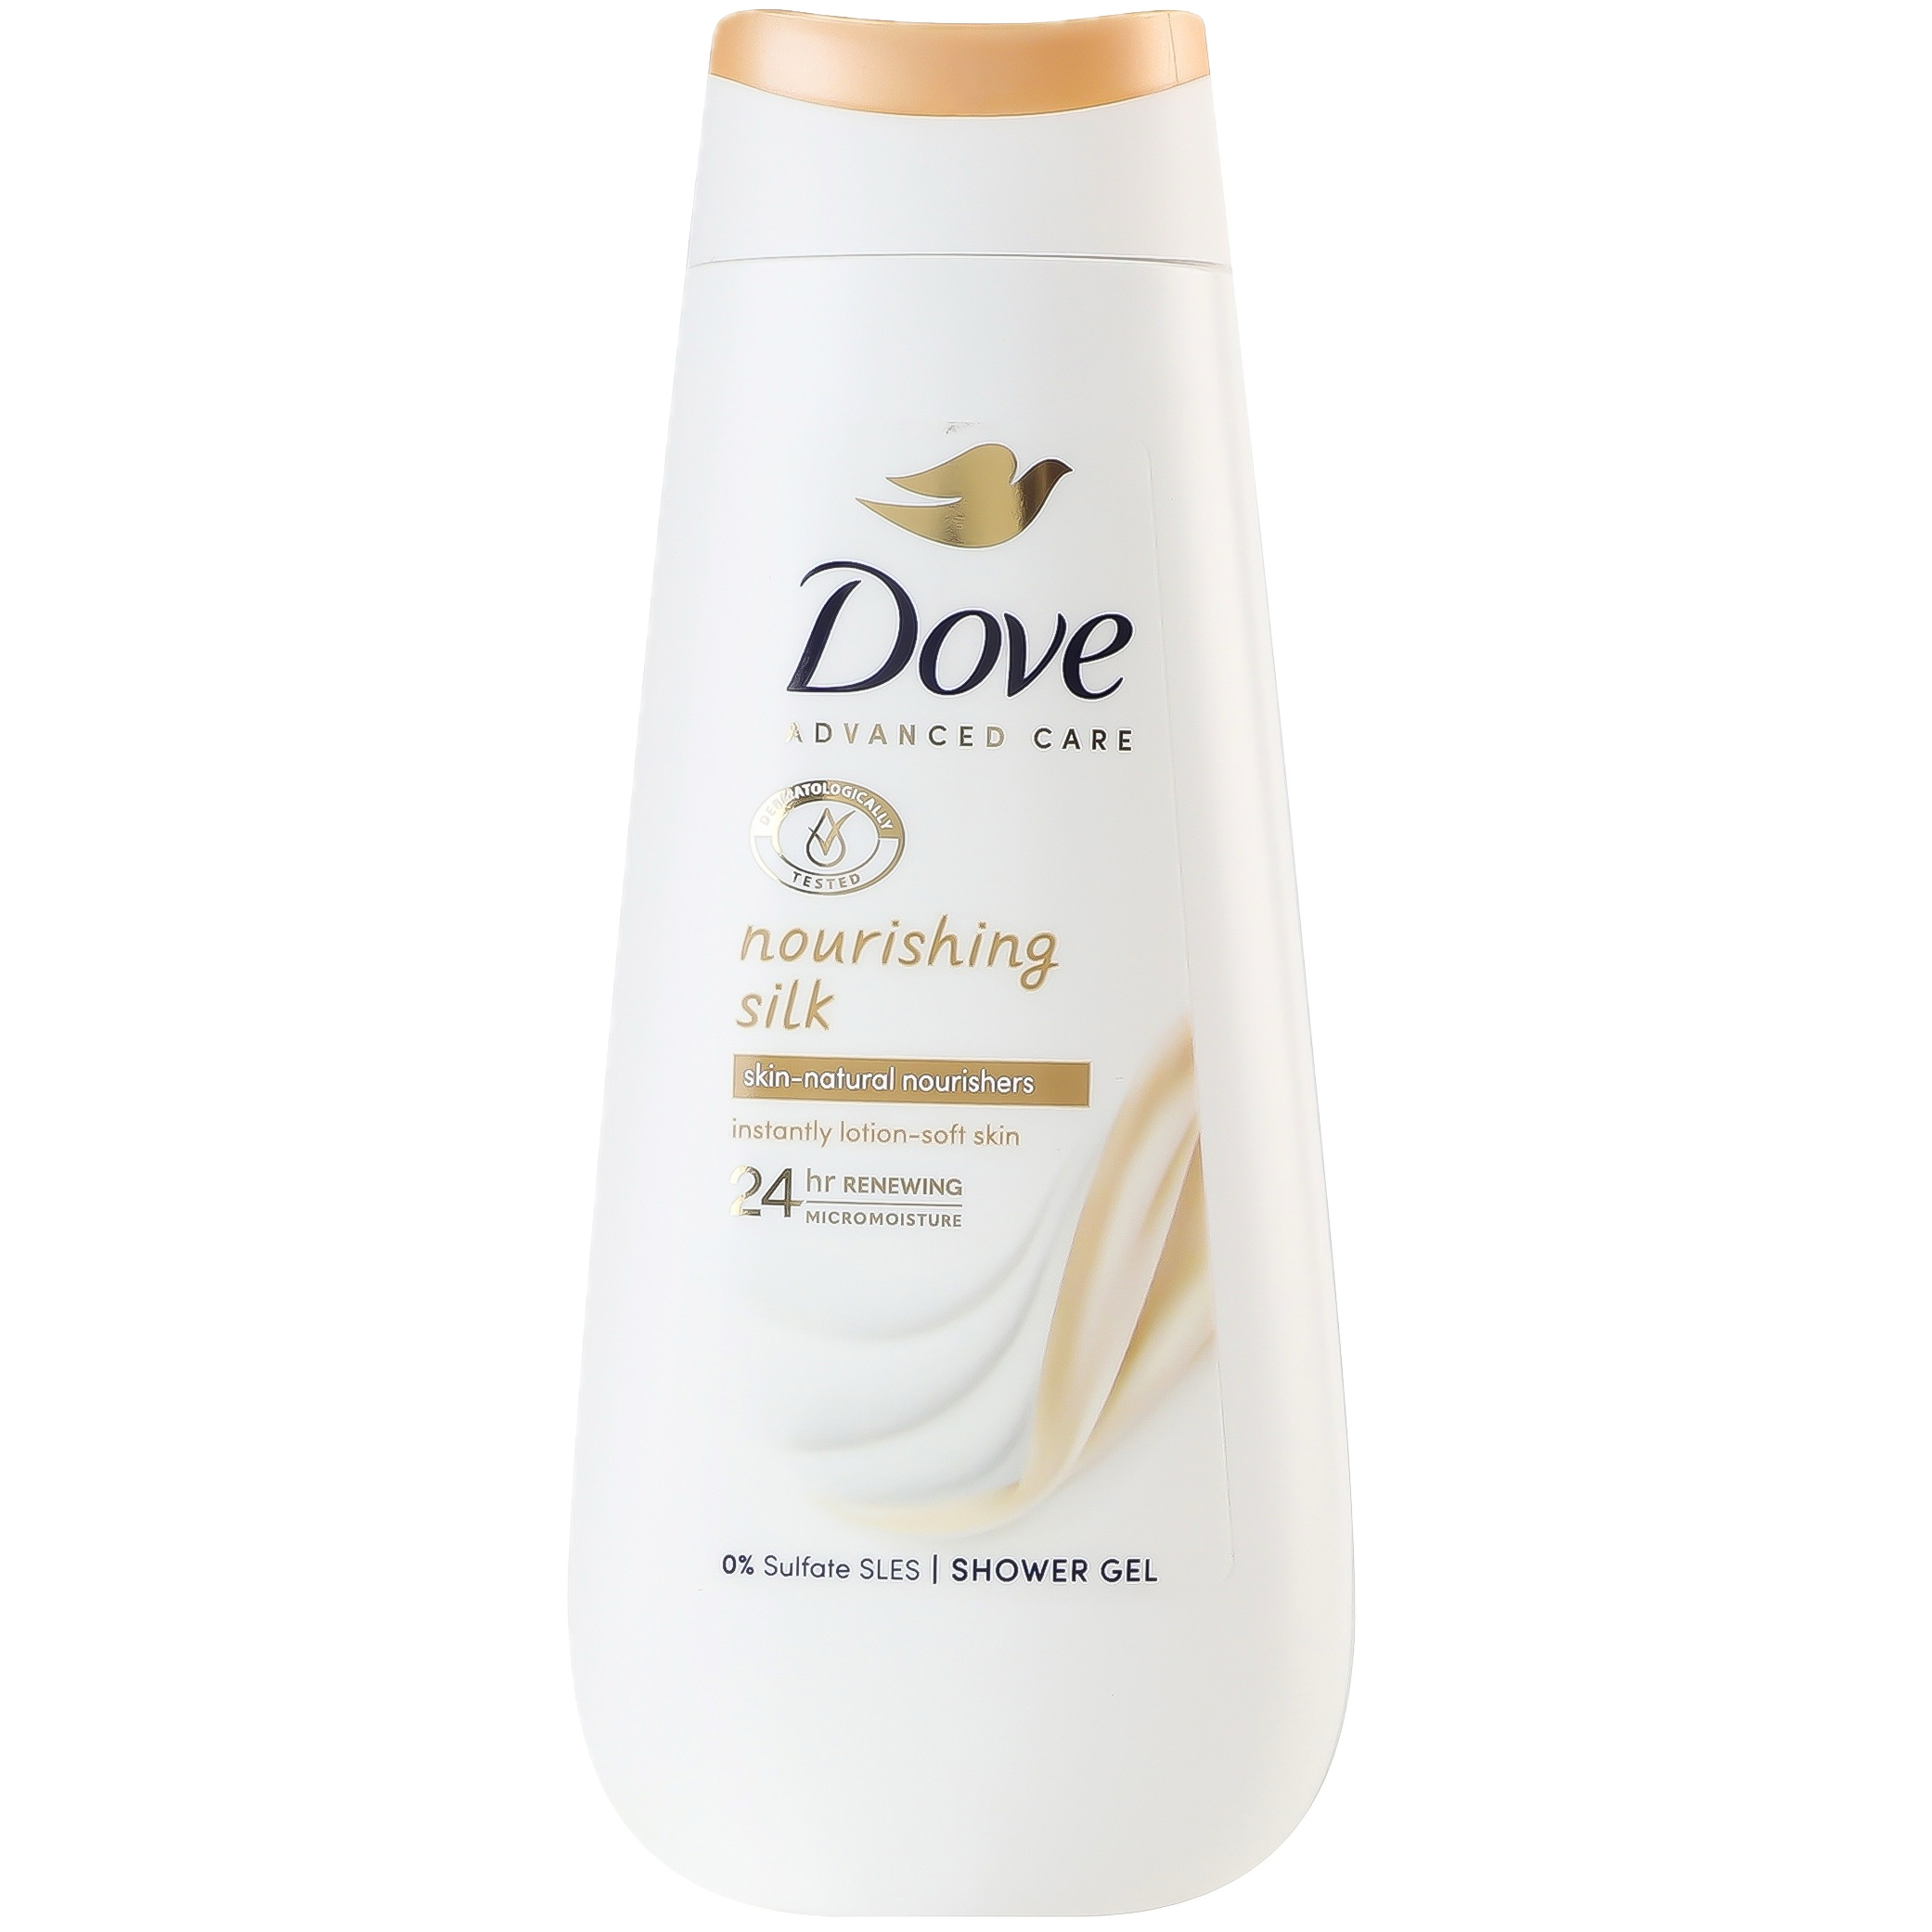 Dove
ADVANCED CARE
DERMATOLOGICALLY
TESTED
nourishing
silk
skin-natural nourishers
instantly lotion-soft skin
24 hr RENEWING
MICROMOISTURE
0% Sulfate SLES | SHOWER GEL